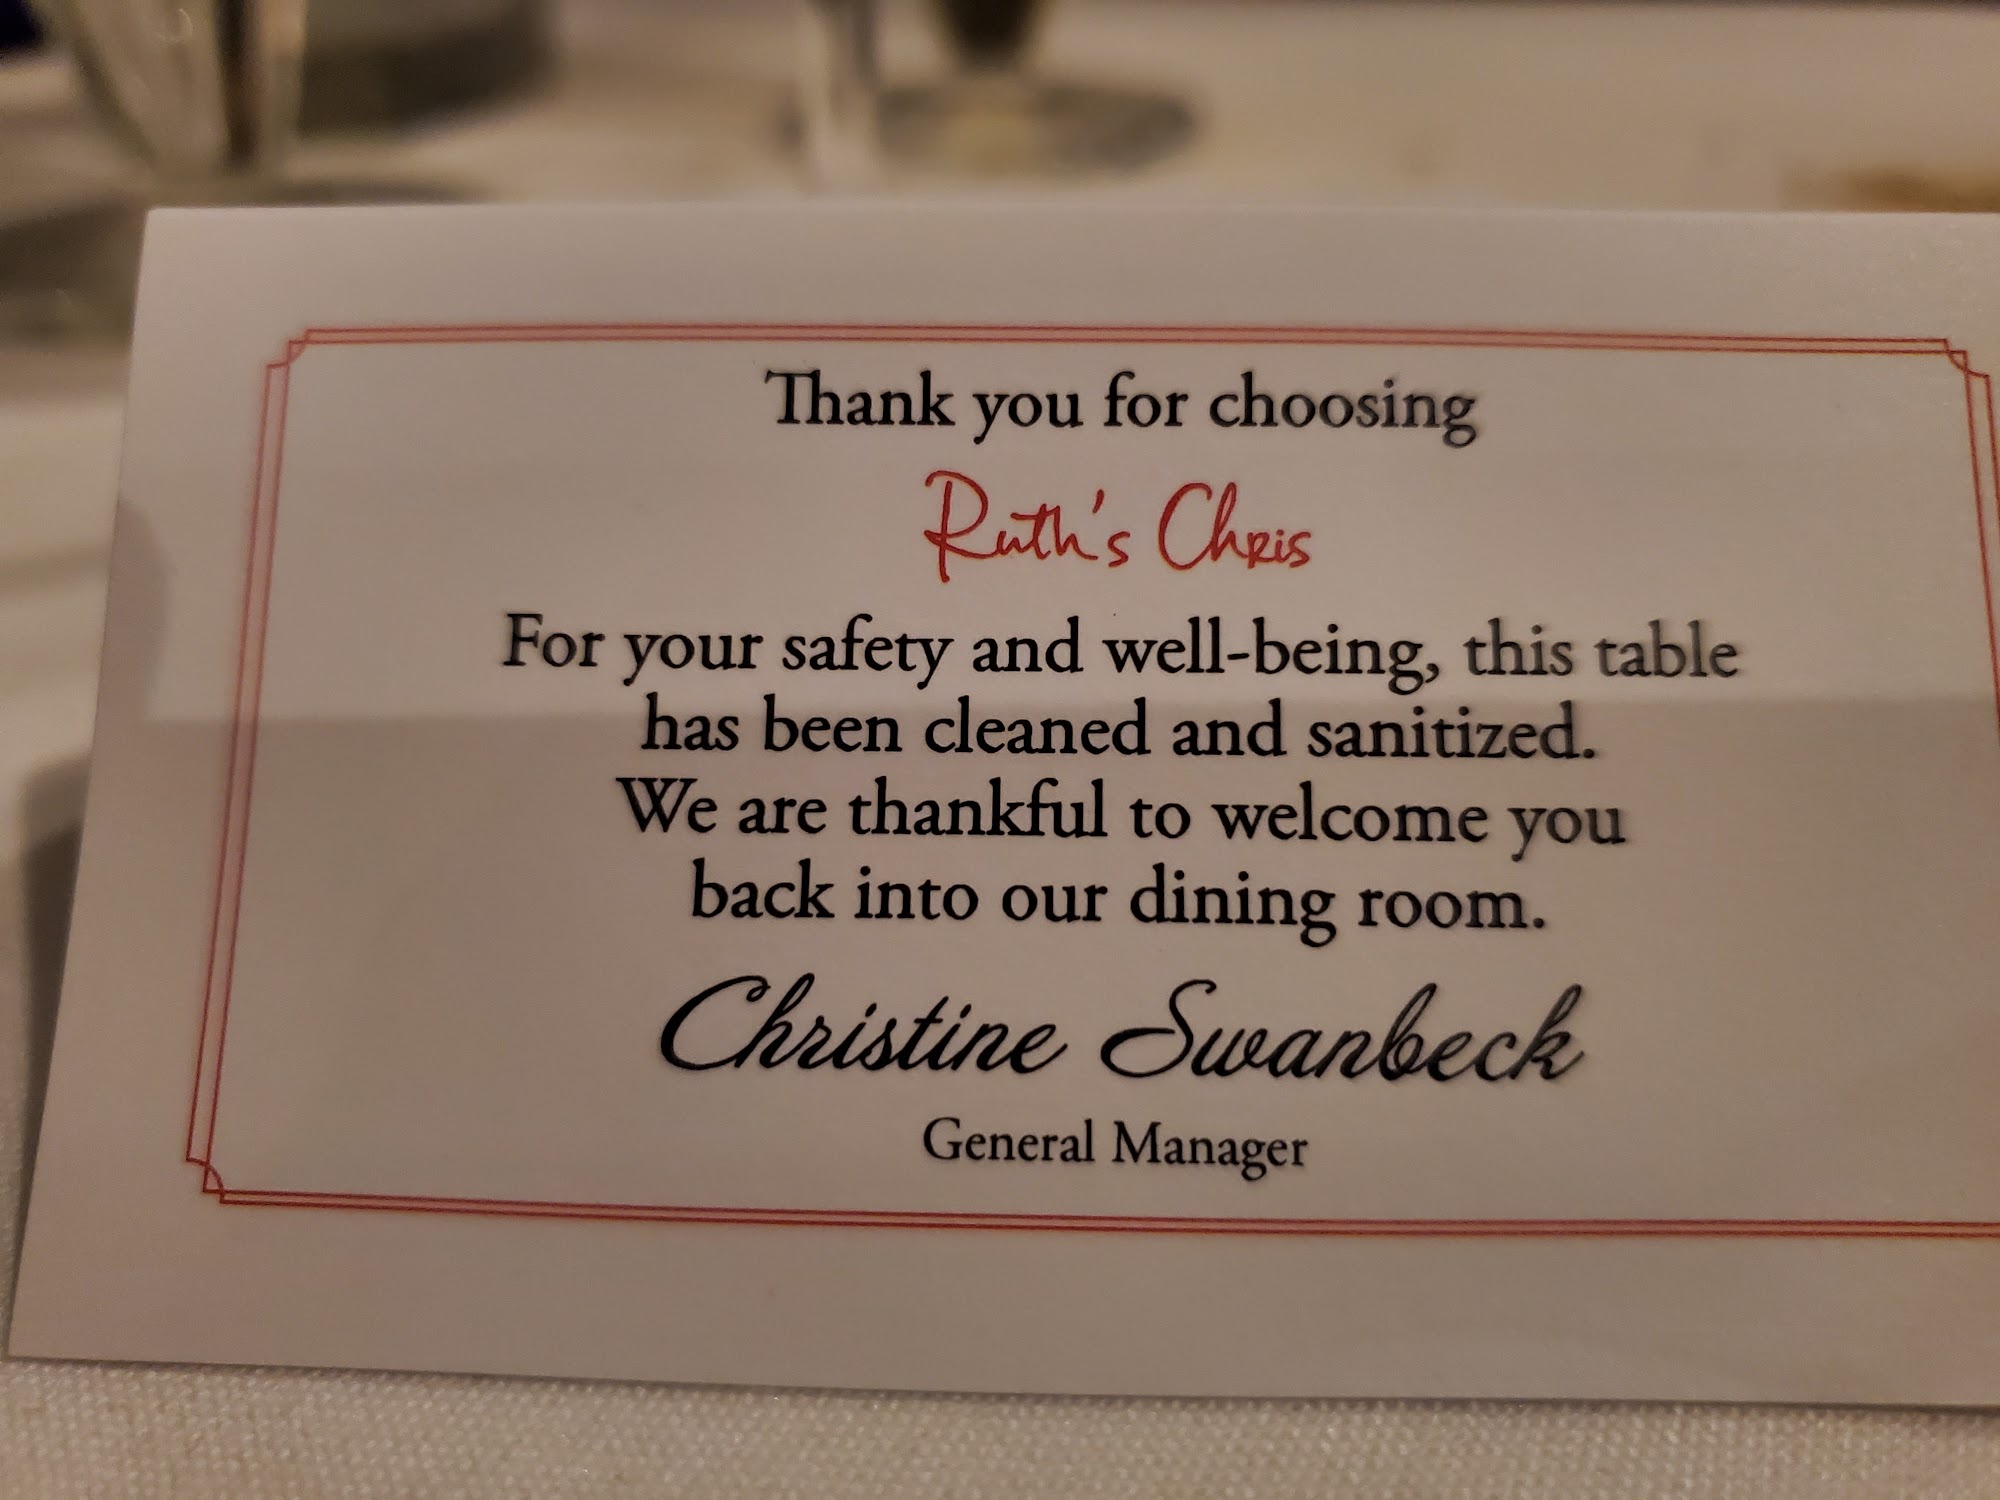 Thank you for choosing
Ruth's Chris
For your safety and well-being, this table
has been cleaned and sanitized.
We are thankful to welcome you
back into our dining room.
Christine Swanbeck
General Manager